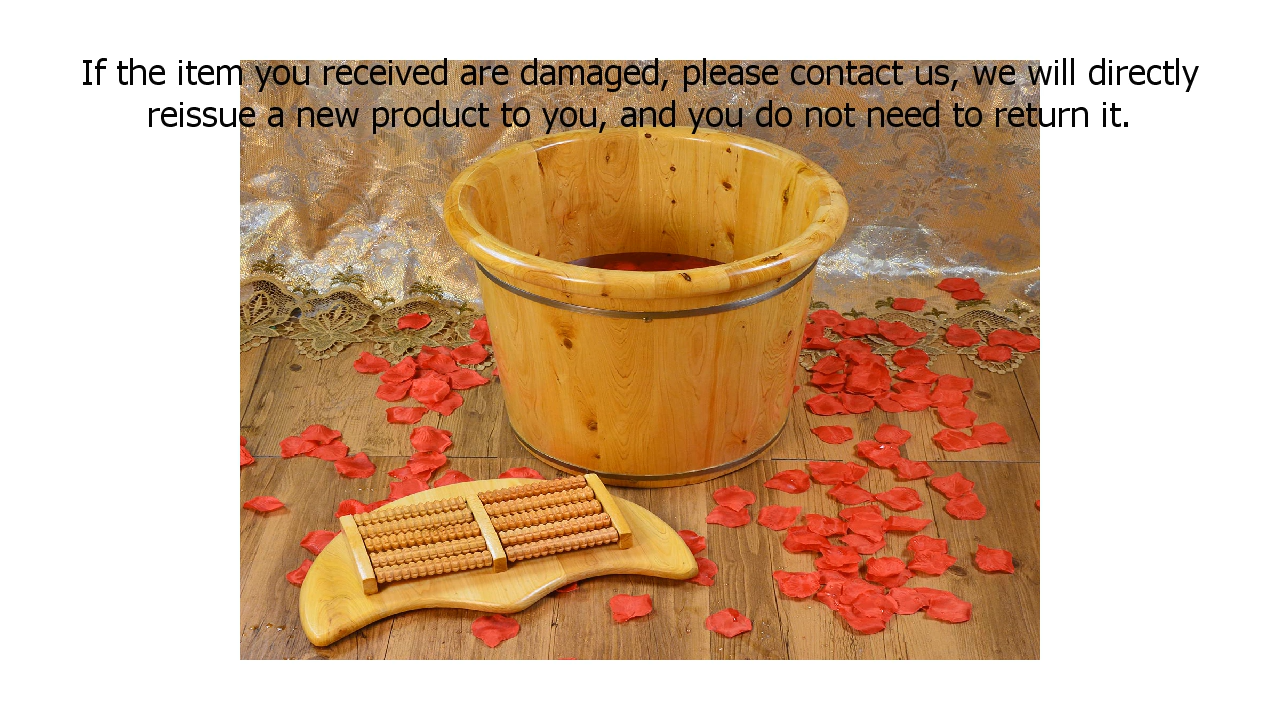 If the item you received are damaged, please contact us, we will directly
reissue a new product to you, and you do not need to return it.